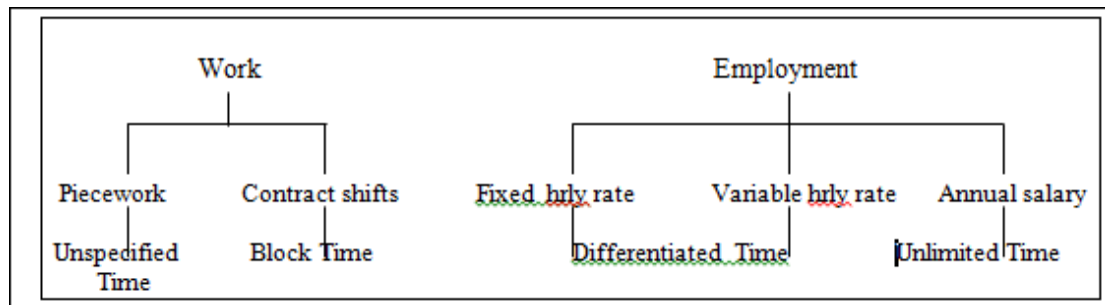 Work Employment
Piecework Contract shifts Fixed hrly rate Variable hrly rate Annual salary
Unspecified Block Time Differentiated Time Unlimited Time
Time